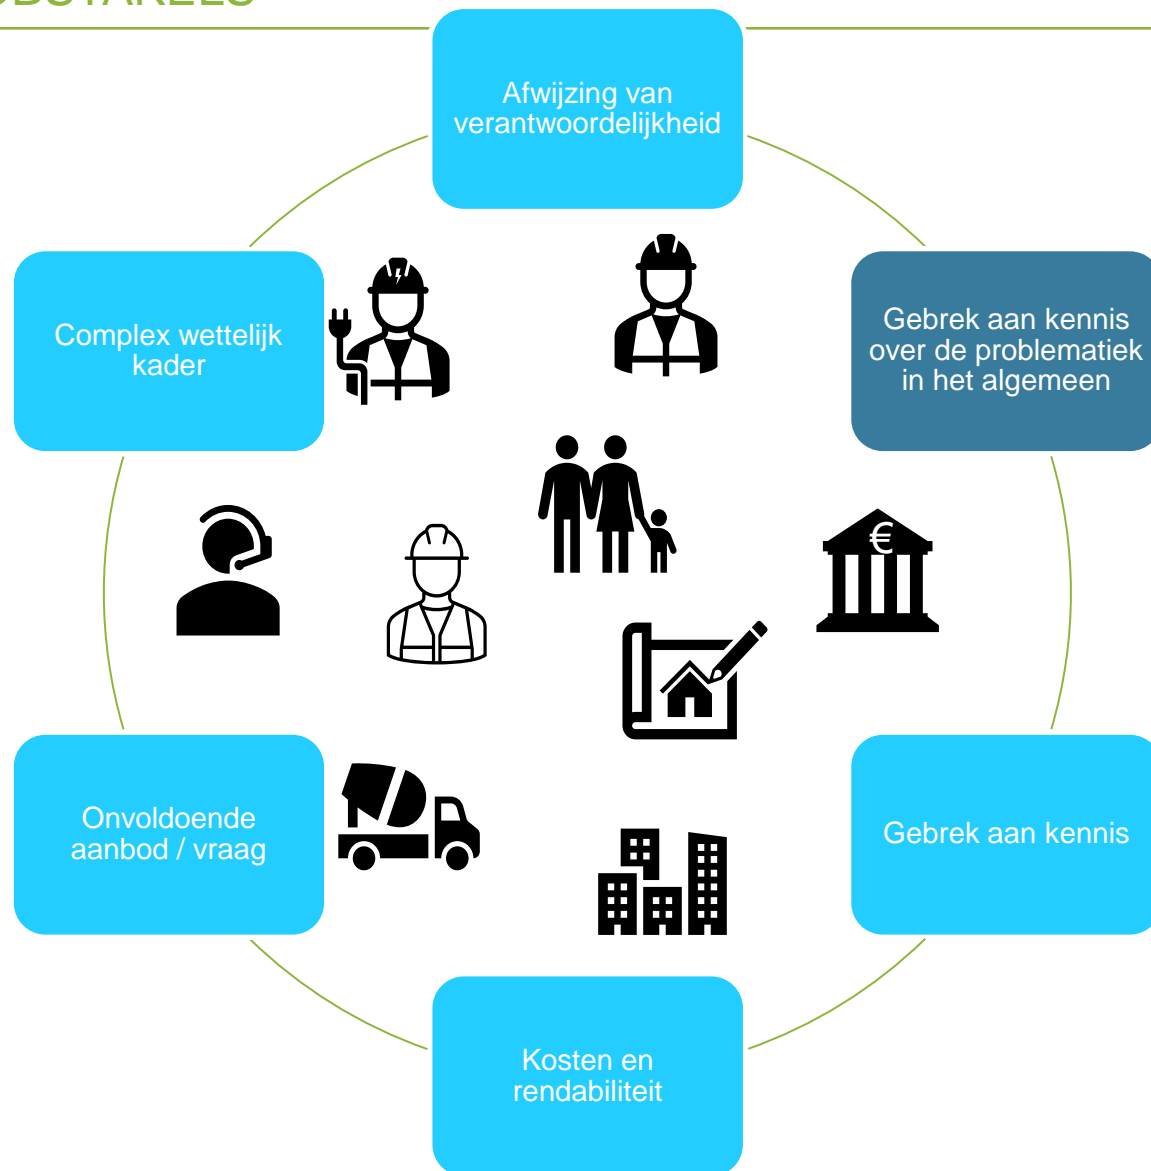 OBSTAKELS
Afwijzing van
verantwoordelijkheid
Complex wettelijk
kader
Gebrek aan kennis
over de problematiek
in het algemeen
€
Onvoldoende
aanbod / vraag
Gebrek aan kennis
Kosten en
rendabiliteit